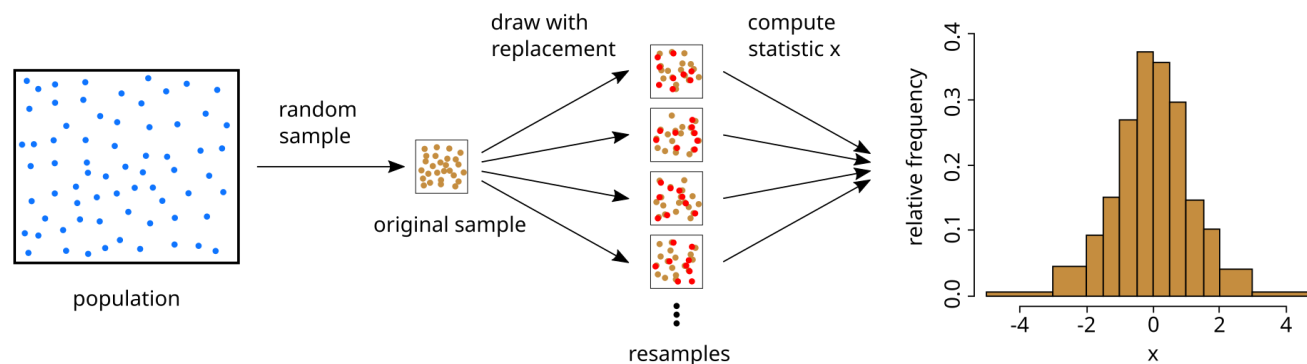 population
random
sample
original sample
draw with
replacement
resamples
compute
statistic x
relative frequency
0.4
0.3
0.2
0.1
0.0
-4
-2
0
2
4
x